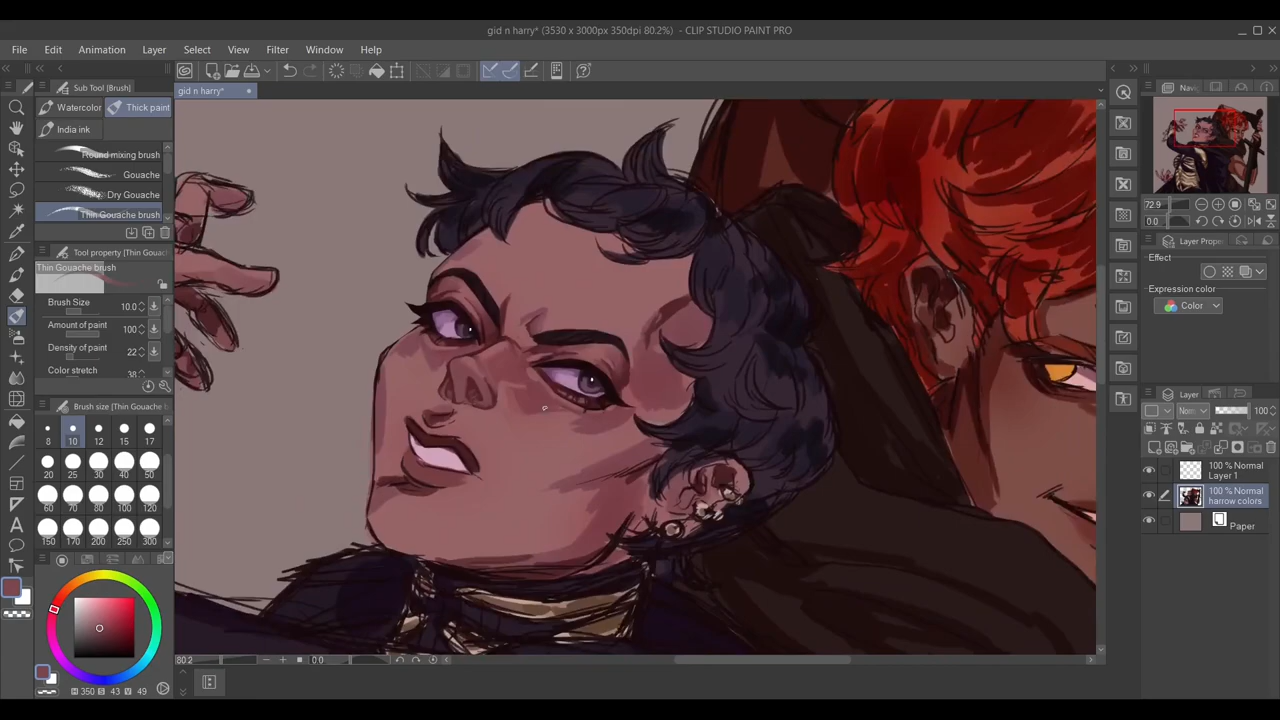 gid n harry* (3530 x 3000px 350dpi 80.2%) - CLIP STUDIO PAINT PRO
File Edit Animation Layer Select View Filter Window Help
Sub Tool [Brush]
gid n harry*
Watercolor Thick paint
India ink
Round mixing brush
Gouache
Dry Gouache
Thin Gouache brush
Tool property [Thin Gouac
Thin Gouache brush
Brush Size 10.0
Amount of paint 100
Density of paint 22
Color stretch 38
Brush size [Thin Gouache b
8 10 12 15 17
20 25 30 40 50
60 70 80 100 120
150 170 200 250 300
H 350 S 43 V 49
80.2 0.0
Navi
72.9
0.0
Layer Proper
Effect
Expression color
Color
Layer
Norm 100
100 % Normal
Layer 1
100 % Normal
harrow colors
Paper